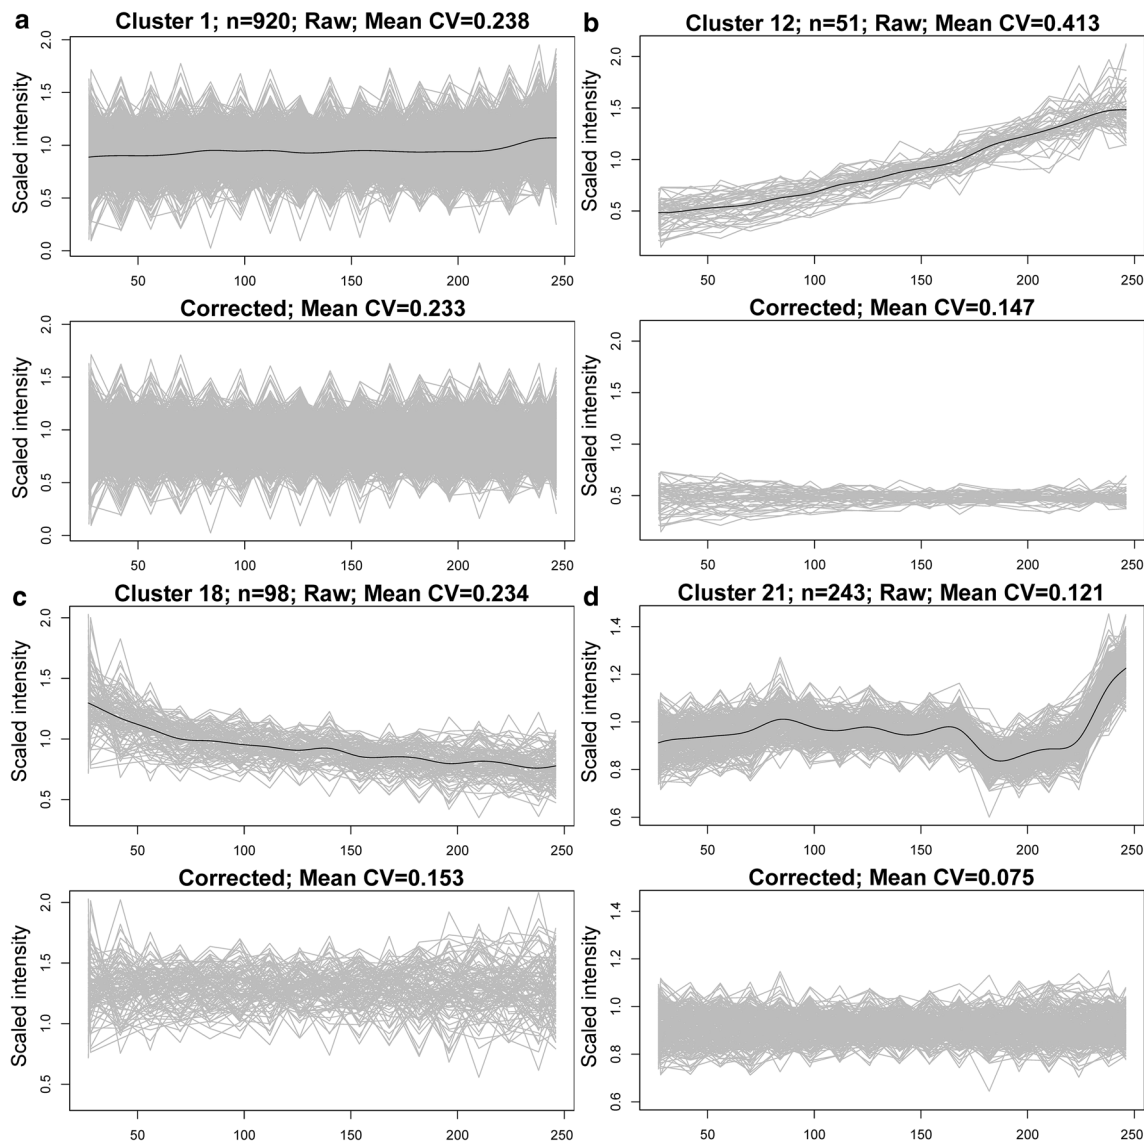 a
Cluster 1; n=920; Raw; Mean CV=0.238
Scaled intensity
0.0 0.5 1.0 1.5 2.0
50 100 150 200 250
Corrected; Mean CV=0.233
Scaled intensity
0.0 0.5 1.0 1.5 2.0
50 100 150 200 250
b
Cluster 12; n=51; Raw; Mean CV=0.413
Scaled intensity
0.5 1.0 1.5 2.0
50 100 150 200 250
Corrected; Mean CV=0.147
Scaled intensity
0.5 1.0 1.5 2.0
50 100 150 200 250
c
Cluster 18; n=98; Raw; Mean CV=0.234
Scaled intensity
0.5 1.0 1.5 2.0
50 100 150 200 250
Corrected; Mean CV=0.153
Scaled intensity
0.5 1.0 1.5 2.0
50 100 150 200 250
d
Cluster 21; n=243; Raw; Mean CV=0.121
Scaled intensity
0.6 0.8 1.0 1.2 1.4
50 100 150 200 250
Corrected; Mean CV=0.075
Scaled intensity
0.6 0.8 1.0 1.2 1.4
50 100 150 200 250